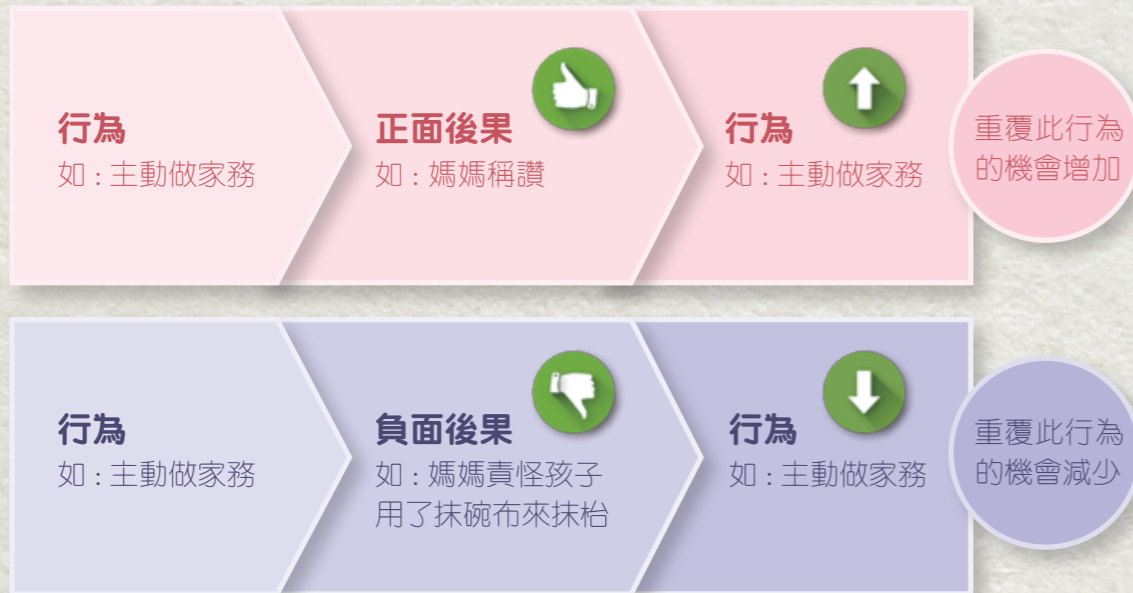 行為
如 : 主動做家務
正面後果
如 : 媽媽稱讚
行為
如 : 主動做家務
重覆此行為
的機會增加
行為
如 : 主動做家務
負面後果
如 : 媽媽責怪孩子
用了抹碗布來抹枱
行為
如 : 主動做家務
重覆此行為
的機會減少